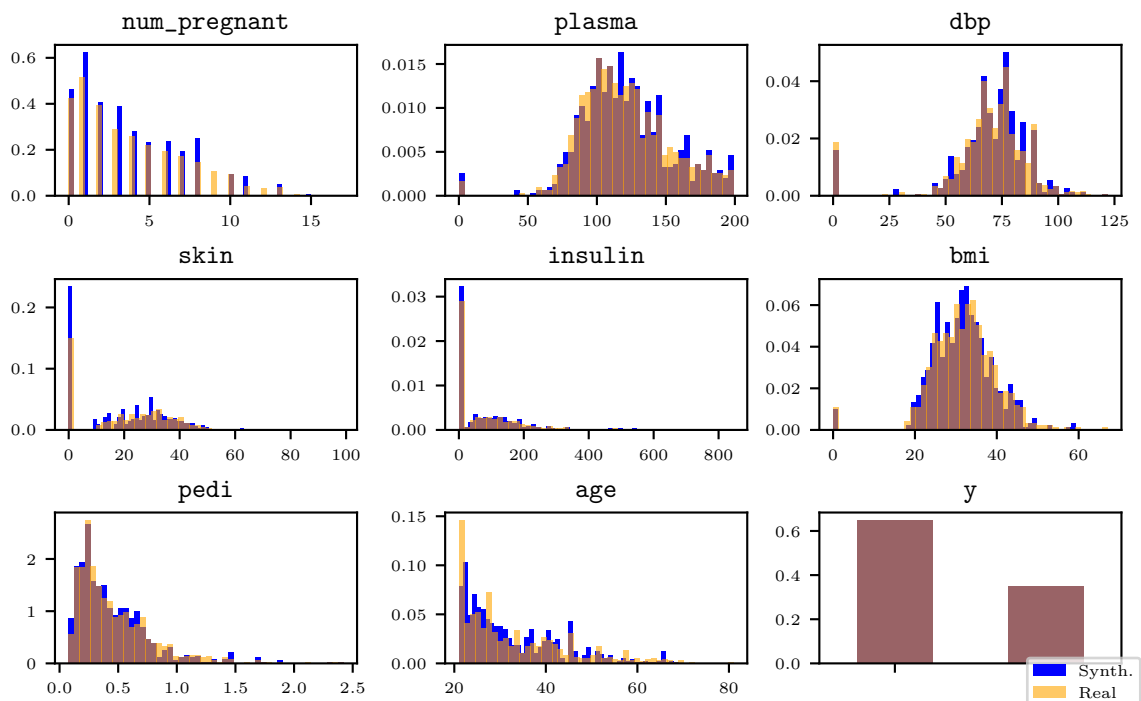 num_pregnant
0.6
0.4
0.2
0.0
0 5 10 15
plasma
0.015
0.010
0.005
0.000
0 50 100 150 200
dbp
0.04
0.02
0.00
0 25 50 75 100 125
skin
0.2
0.1
0.0
0 20 40 60 80 100
insulin
0.03
0.02
0.01
0.00
0 200 400 600 800
bmi
0.06
0.04
0.02
0.00
0 20 40 60
pedi
2
1
0
0.0 0.5 1.0 1.5 2.0 2.5
age
0.15
0.10
0.05
0.00
20 40 60 80
y
0.6
0.4
0.2
0.0
Synth.
Real